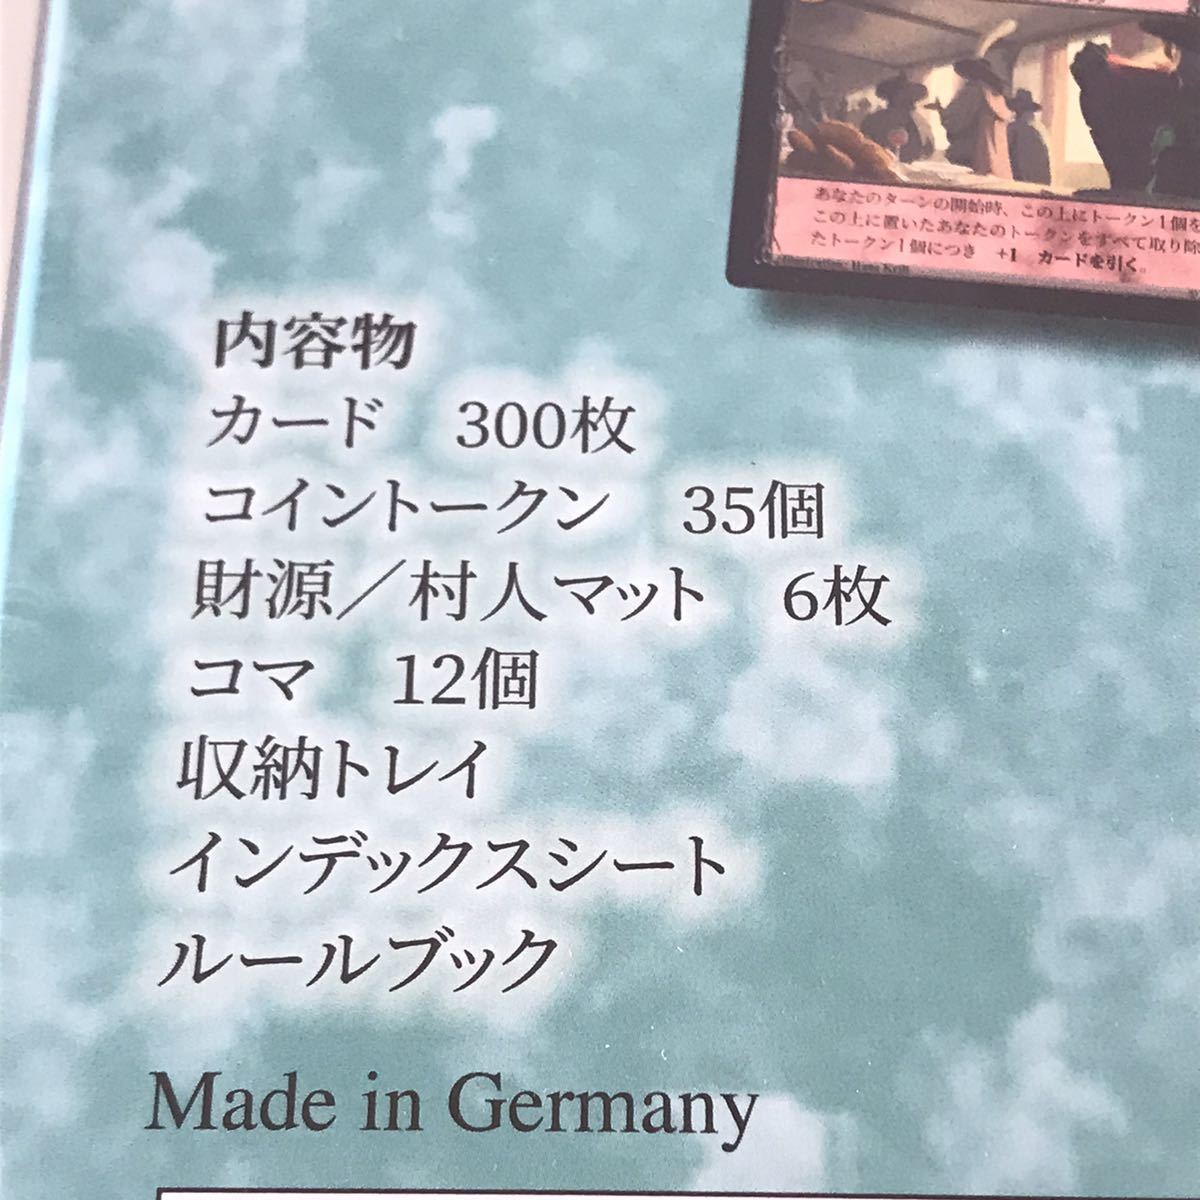 あなたのターンの開始時、この上にトークン1個を
この上に置いたあなたのトークンをすべて取り除
たトークン1個につき　+1　カードを引く。
内容物
カード　300枚
コイントークン　35個
財源／村人マット　6枚
コマ　12個
収納トレイ
インデックスシート
ルールブック
Made in Germany